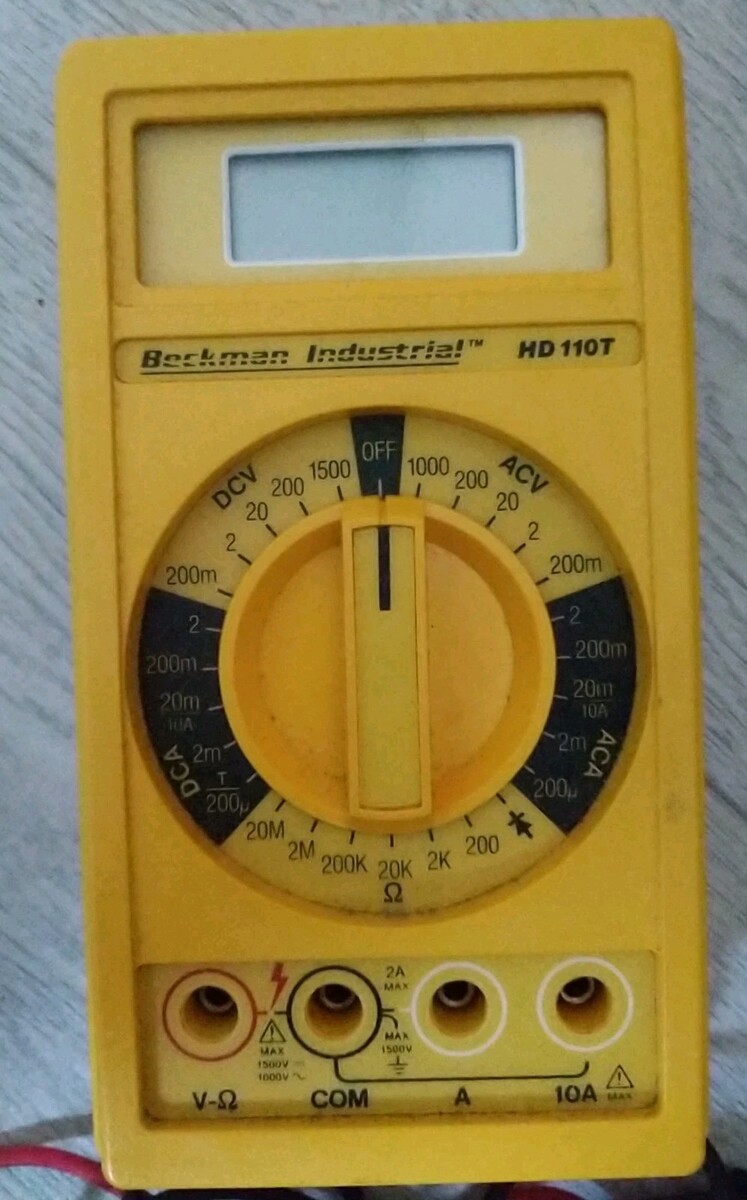 Beckman Industrial™ HD 110T
OFF
DCV
1500
200
20
2
200m
ACV
1000
200
20
2
200m
DCA
2
200m
20m
10A
2m
T
200µ
ACA
2
200m
20m
10A
2m
200µ
20M
2M
200K
20K
2K
200
Ω
2A
MAX
MAX
1500V ⎓
1000V ∿
MAX
1500V
V-Ω
COM
A
10A
MAX